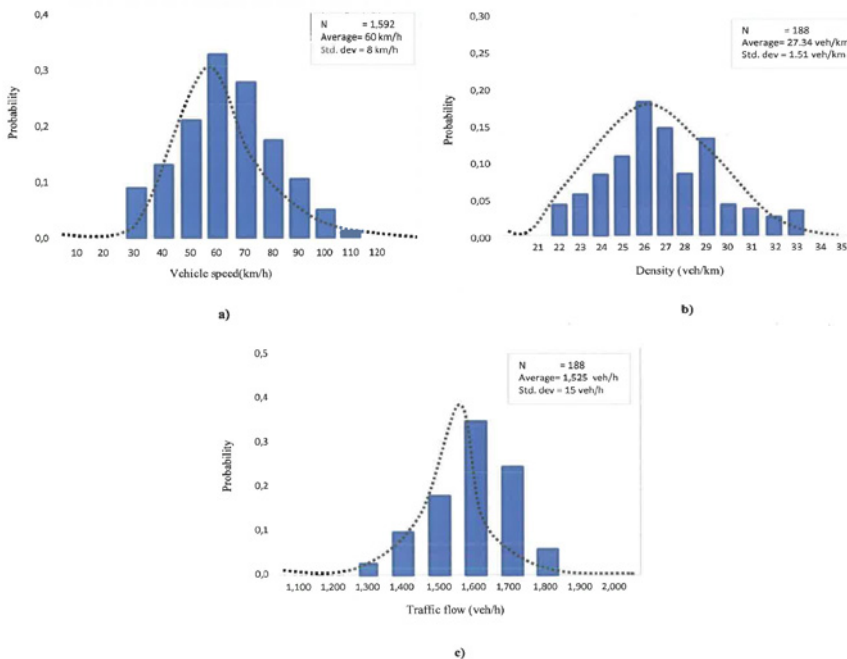 0,4
0,3
0,2
0,1
0,0
Probability
N = 1,592
Average= 60 km/h
Std. dev = 8 km/h
10 20 30 40 50 60 70 80 90 100 110 120
Vehicle speed(km/h)
a)
0,30
0,25
0,20
0,15
0,10
0,05
0,00
Probability
N = 188
Average= 27.34 veh/km
Std. dev = 1.51 veh/km
21 22 23 24 25 26 27 28 29 30 31 32 33 34 35
Density (veh/km)
b)
0,5
0,4
0,3
0,2
0,1
0,0
Probability
N = 188
Average= 1,525 veh/h
Std. dev = 15 veh/h
1,100 1,200 1,300 1,400 1,500 1,600 1,700 1,800 1,900 2,000
Traffic flow (veh/h)
c)